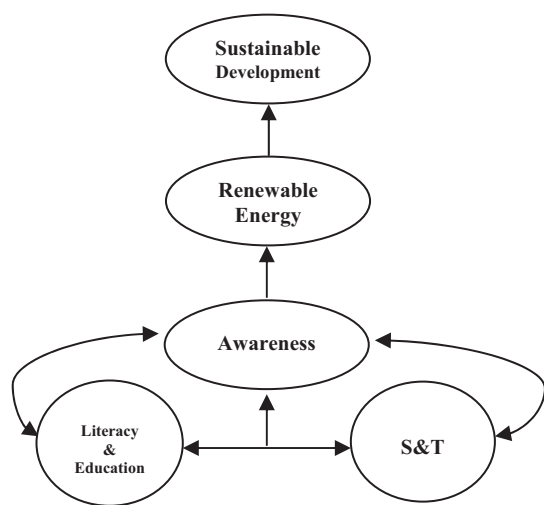 Sustainable
Development
Renewable
Energy
Awareness
Literacy
&
Education
S&T